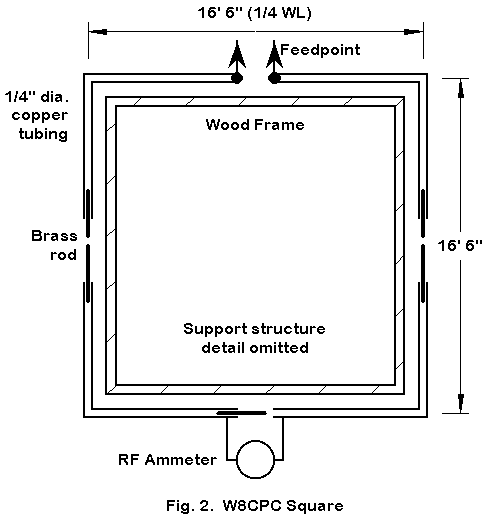 16' 6" (1/4 WL)
Feedpoint
1/4" dia.
copper
tubing
Wood Frame
Brass
rod
16' 6"
Support structure
detail omitted
RF Ammeter
Fig. 2. W8CPC Square